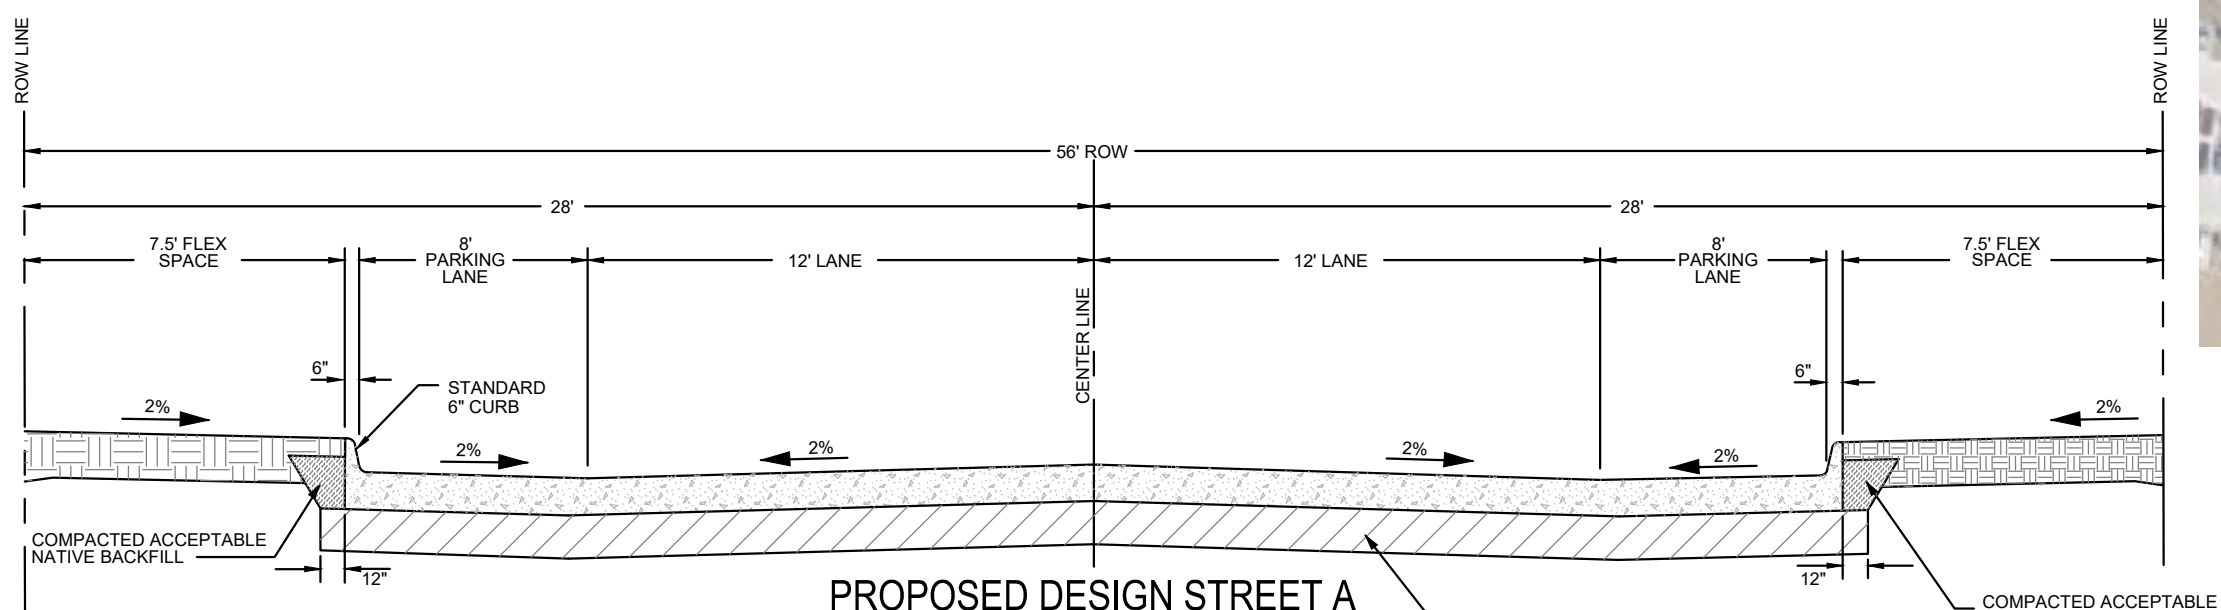 ROW LINE
ROW LINE
56' ROW
28'
28'
7.5' FLEX
SPACE
8'
PARKING
LANE
12' LANE
12' LANE
8'
PARKING
LANE
7.5' FLEX
SPACE
CENTER LINE
6"
STANDARD
6" CURB
6"
2%
2%
2%
2%
2%
2%
COMPACTED ACCEPTABLE
NATIVE BACKFILL
12"
12"
PROPOSED DESIGN STREET A
COMPACTED ACCEPTABLE